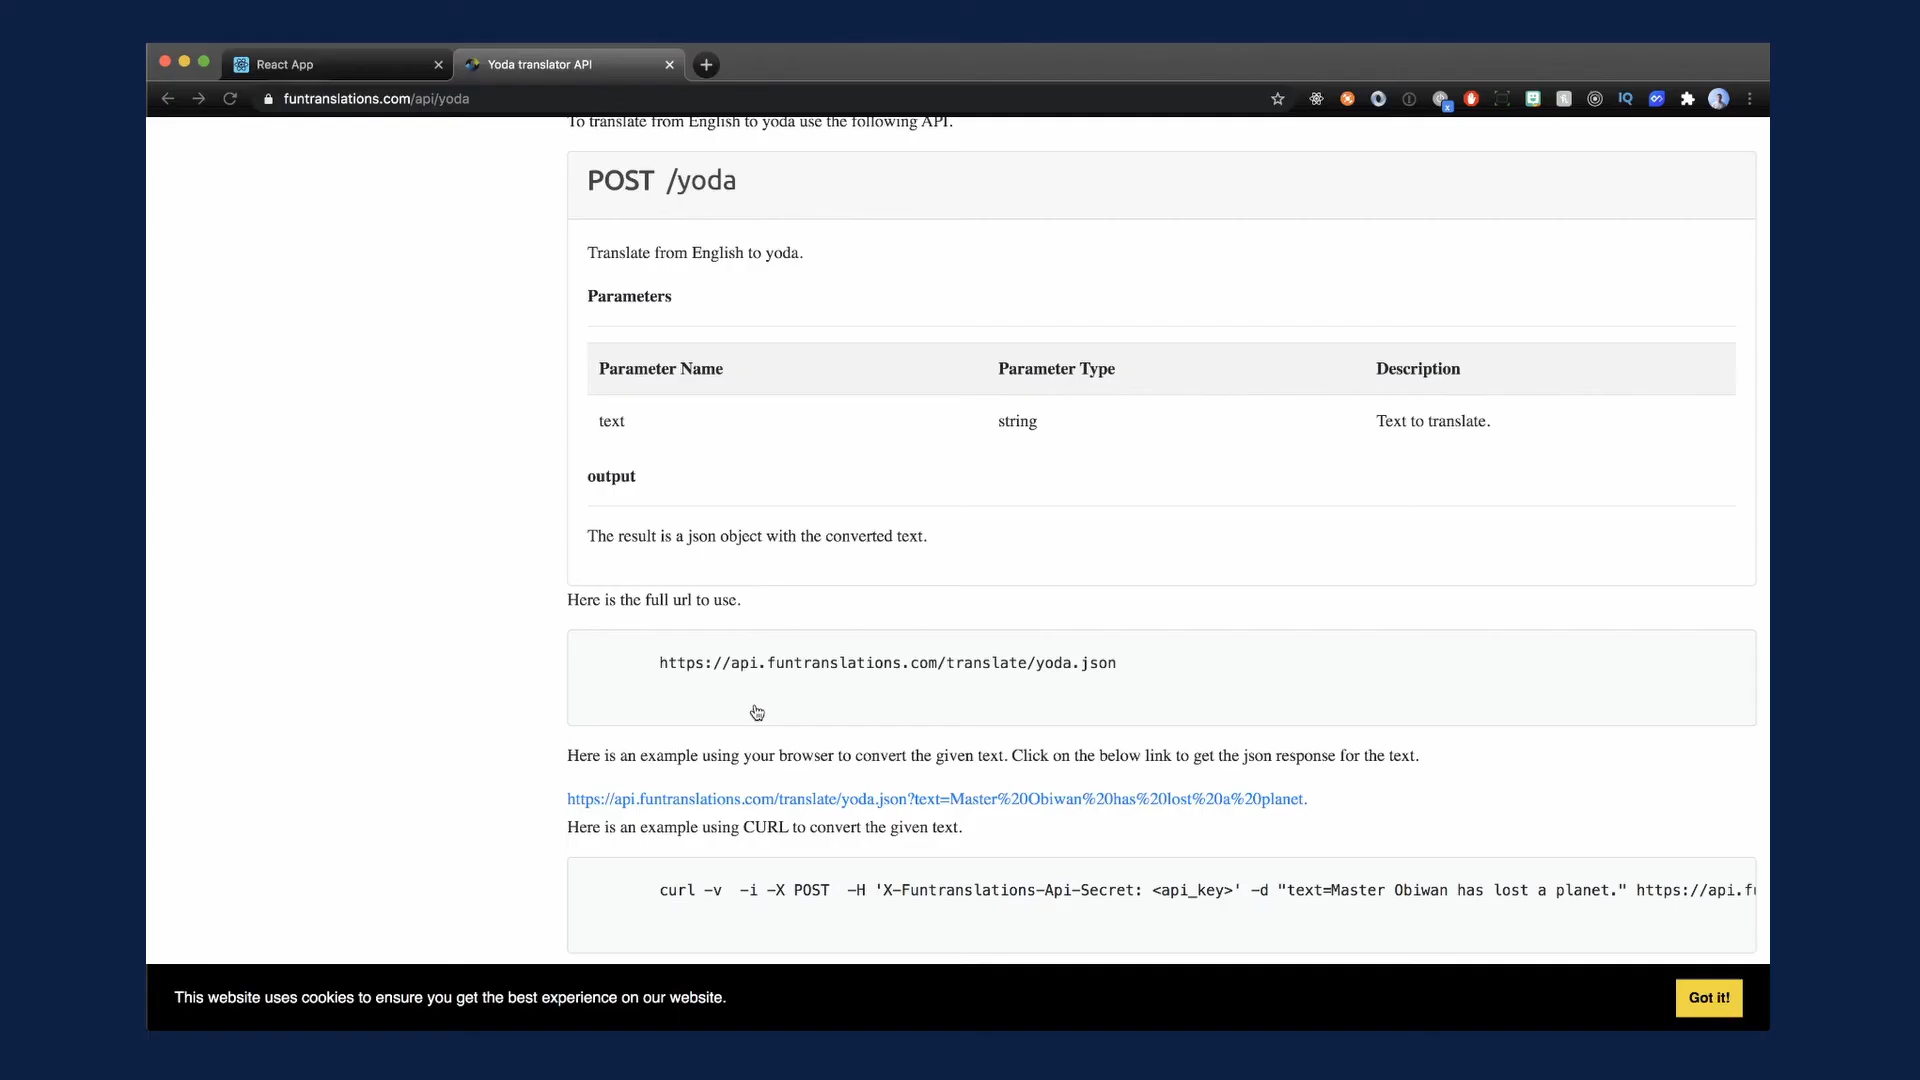 React App
Yoda translator API
funtranslations.com/api/yoda
To translate from English to yoda use the following API.
POST /yoda
Translate from English to yoda.
Parameters
Parameter Name Parameter Type Description
text string Text to translate.
output
The result is a json object with the converted text.
Here is the full url to use.
https://api.funtranslations.com/translate/yoda.json
Here is an example using your browser to convert the given text. Click on the below link to get the json response for the text.
https://api.funtranslations.com/translate/yoda.json?text=Master%20Obiwan%20has%20lost%20a%20planet.
Here is an example using CURL to convert the given text.
curl -v -i -X POST -H 'X-Funtranslations-Api-Secret: <api_key>' -d "text=Master Obiwan has lost a planet." https://api.fu
This website uses cookies to ensure you get the best experience on our website.
Got it!